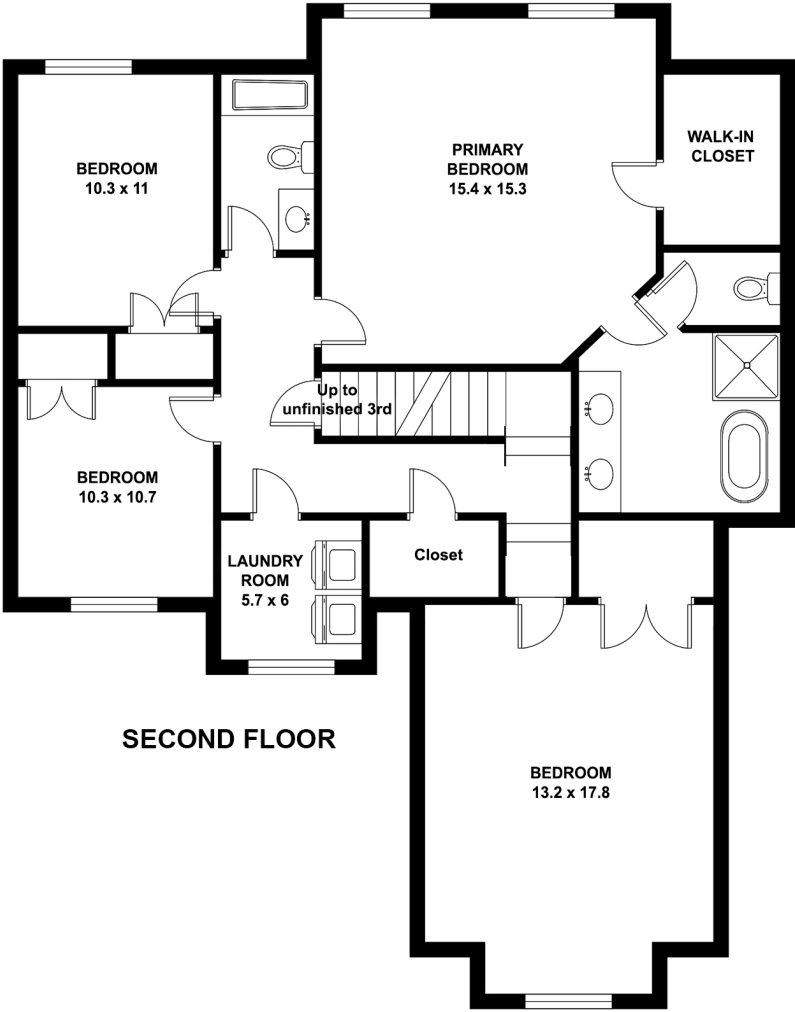 PRIMARY
BEDROOM
15.4 x 15.3
WALK-IN
CLOSET
BEDROOM
10.3 x 11
Up to
unfinished 3rd
BEDROOM
10.3 x 10.7
LAUNDRY
ROOM
5.7 x 6
Closet
SECOND FLOOR
BEDROOM
13.2 x 17.8